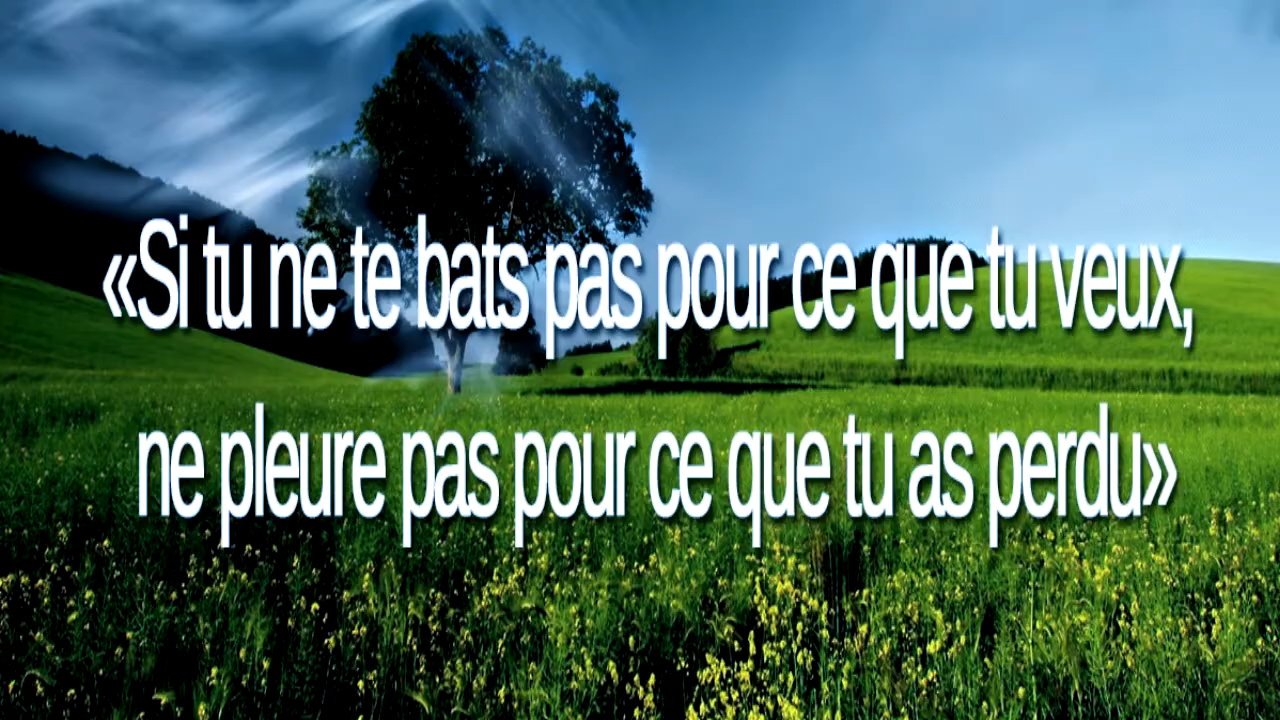 «Si tu ne te bats pas pour ce que tu veux,
ne pleure pas pour ce que tu as perdu»